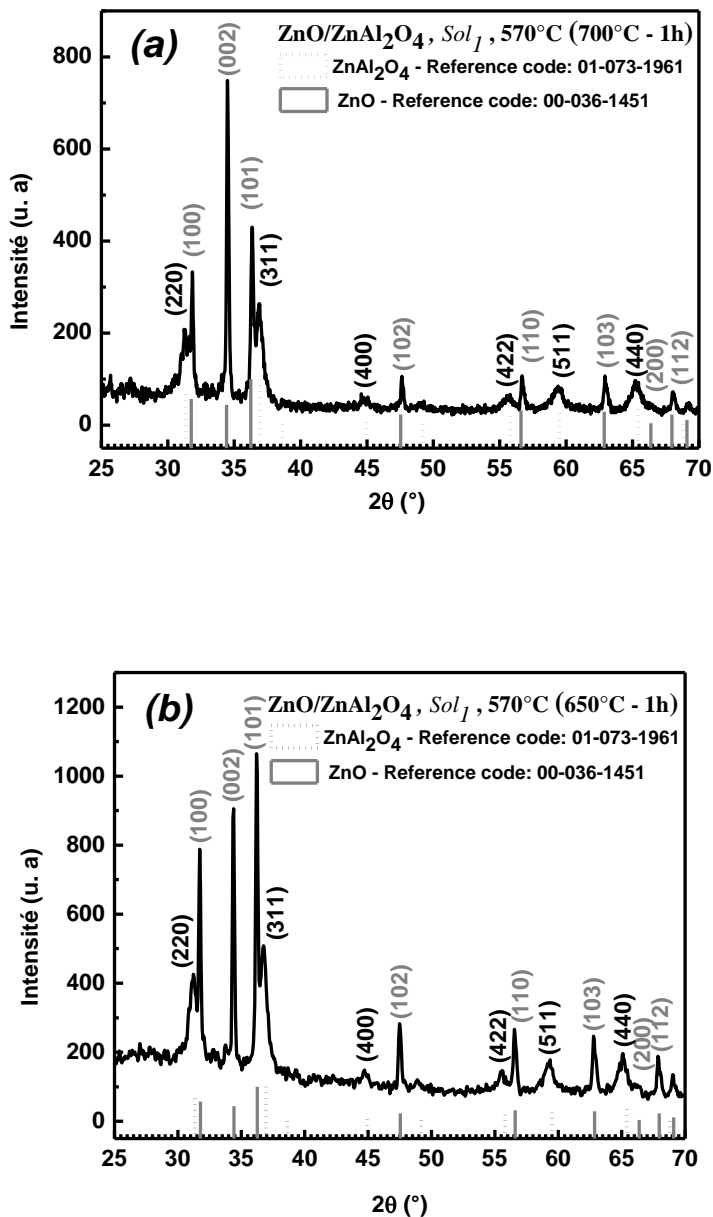 (a)
ZnO/ZnAl2O4 , Sol1 , 570°C (700°C - 1h)
ZnAl2O4 - Reference code: 01-073-1961
ZnO - Reference code: 00-036-1451
Intensité (u. a)
800
600
400
200
0
(220)
(100)
(002)
(101)
(311)
(400)
(102)
(422)
(110)
(511)
(103)
(440)
(200)
(112)
25 30 35 40 45 50 55 60 65 70
2θ (°)
(b)
ZnO/ZnAl2O4 , Sol1 , 570°C (650°C - 1h)
ZnAl2O4 - Reference code: 01-073-1961
ZnO - Reference code: 00-036-1451
Intensité (u. a)
1200
1000
800
600
400
200
0
(220)
(100)
(002)
(101)
(311)
(400)
(102)
(422)
(110)
(511)
(103)
(440)
(200)
(112)
25 30 35 40 45 50 55 60 65 70
2θ (°)